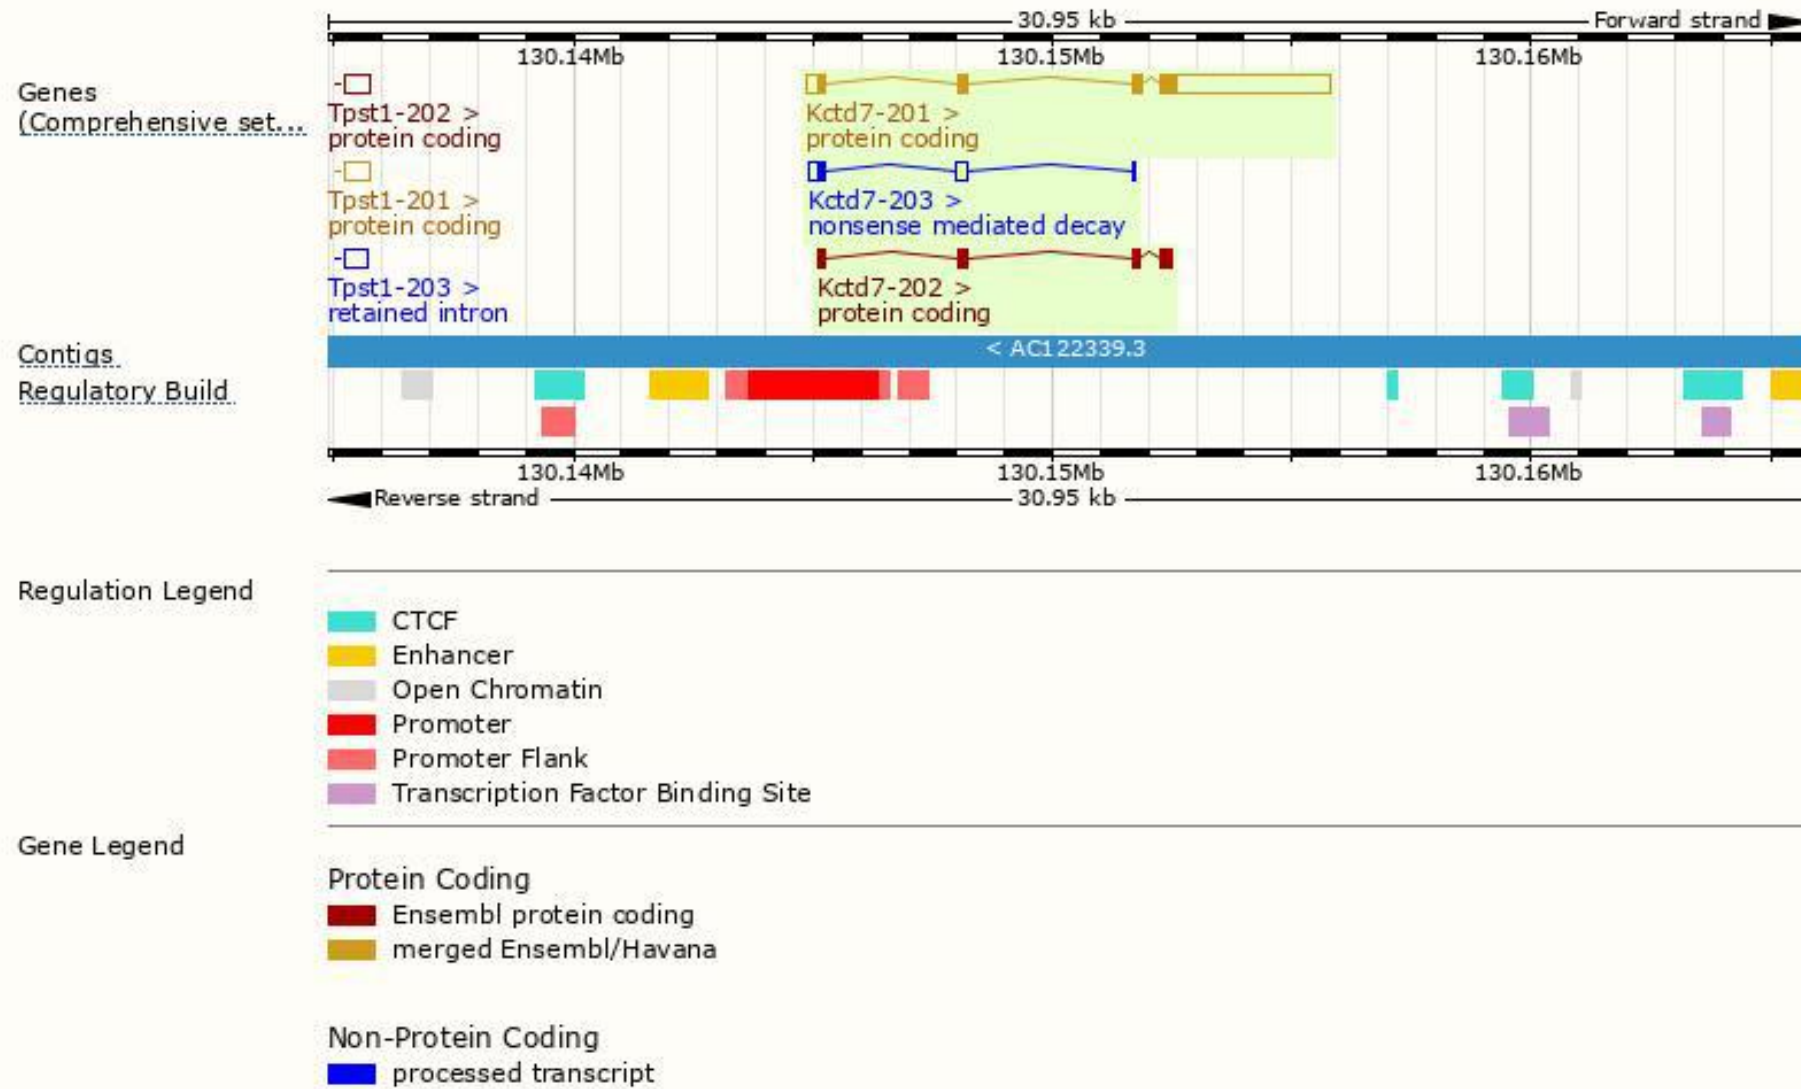 30.95 kb Forward strand
130.14Mb 130.15Mb 130.16Mb
Genes
(Comprehensive set...
Tpst1-202 >
protein coding
Kctd7-201 >
protein coding
Tpst1-201 >
protein coding
Kctd7-203 >
nonsense mediated decay
Tpst1-203 >
retained intron
Kctd7-202 >
protein coding
Contigs
< AC122339.3
Regulatory Build
130.14Mb 130.15Mb 130.16Mb
Reverse strand 30.95 kb
Regulation Legend
CTCF
Enhancer
Open Chromatin
Promoter
Promoter Flank
Transcription Factor Binding Site
Gene Legend
Protein Coding
Ensembl protein coding
merged Ensembl/Havana
Non-Protein Coding
processed transcript